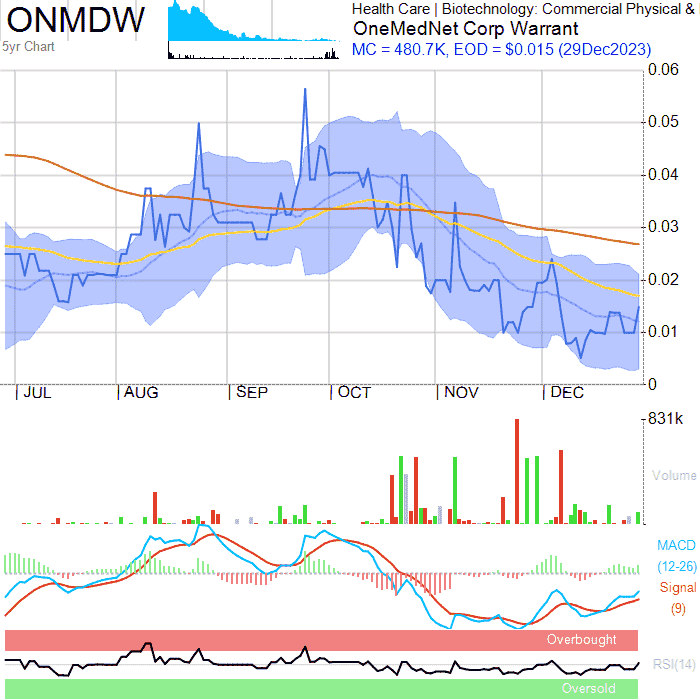 ONMDW
5yr Chart
Health Care | Biotechnology: Commercial Physical &
OneMedNet Corp Warrant
MC = 480.7K, EOD = $0.015 (29Dec2023)
0.06
0.05
0.04
0.03
0.02
0.01
0
| JUL | AUG | SEP | OCT | NOV | DEC
831k
Volume
MACD
(12-26)
Signal
(9)
Overbought
RSI(14)
Oversold